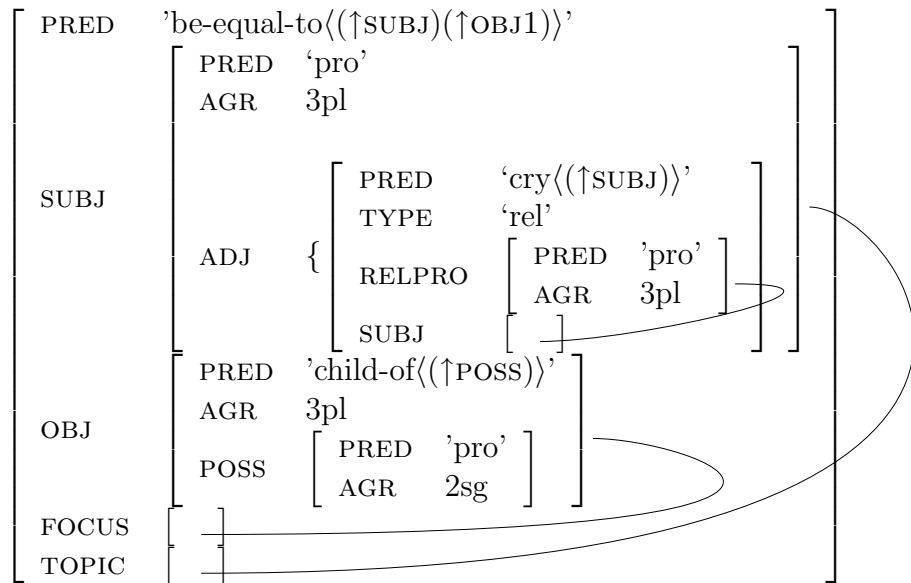 PRED 'be-equal-to⟨(↑SUBJ)(↑OBJ1)⟩’
PRED ‘pro’
AGR 3pl
SUBJ
PRED ‘cry⟨(↑SUBJ)⟩’
TYPE ‘rel’
ADJ {
RELPRO
PRED ’pro’
AGR 3pl
SUBJ [ ]
PRED ’child-of⟨(↑POSS)⟩’
AGR 3pl
OBJ
POSS
PRED ’pro’
AGR 2sg
FOCUS [ ]
TOPIC [ ]